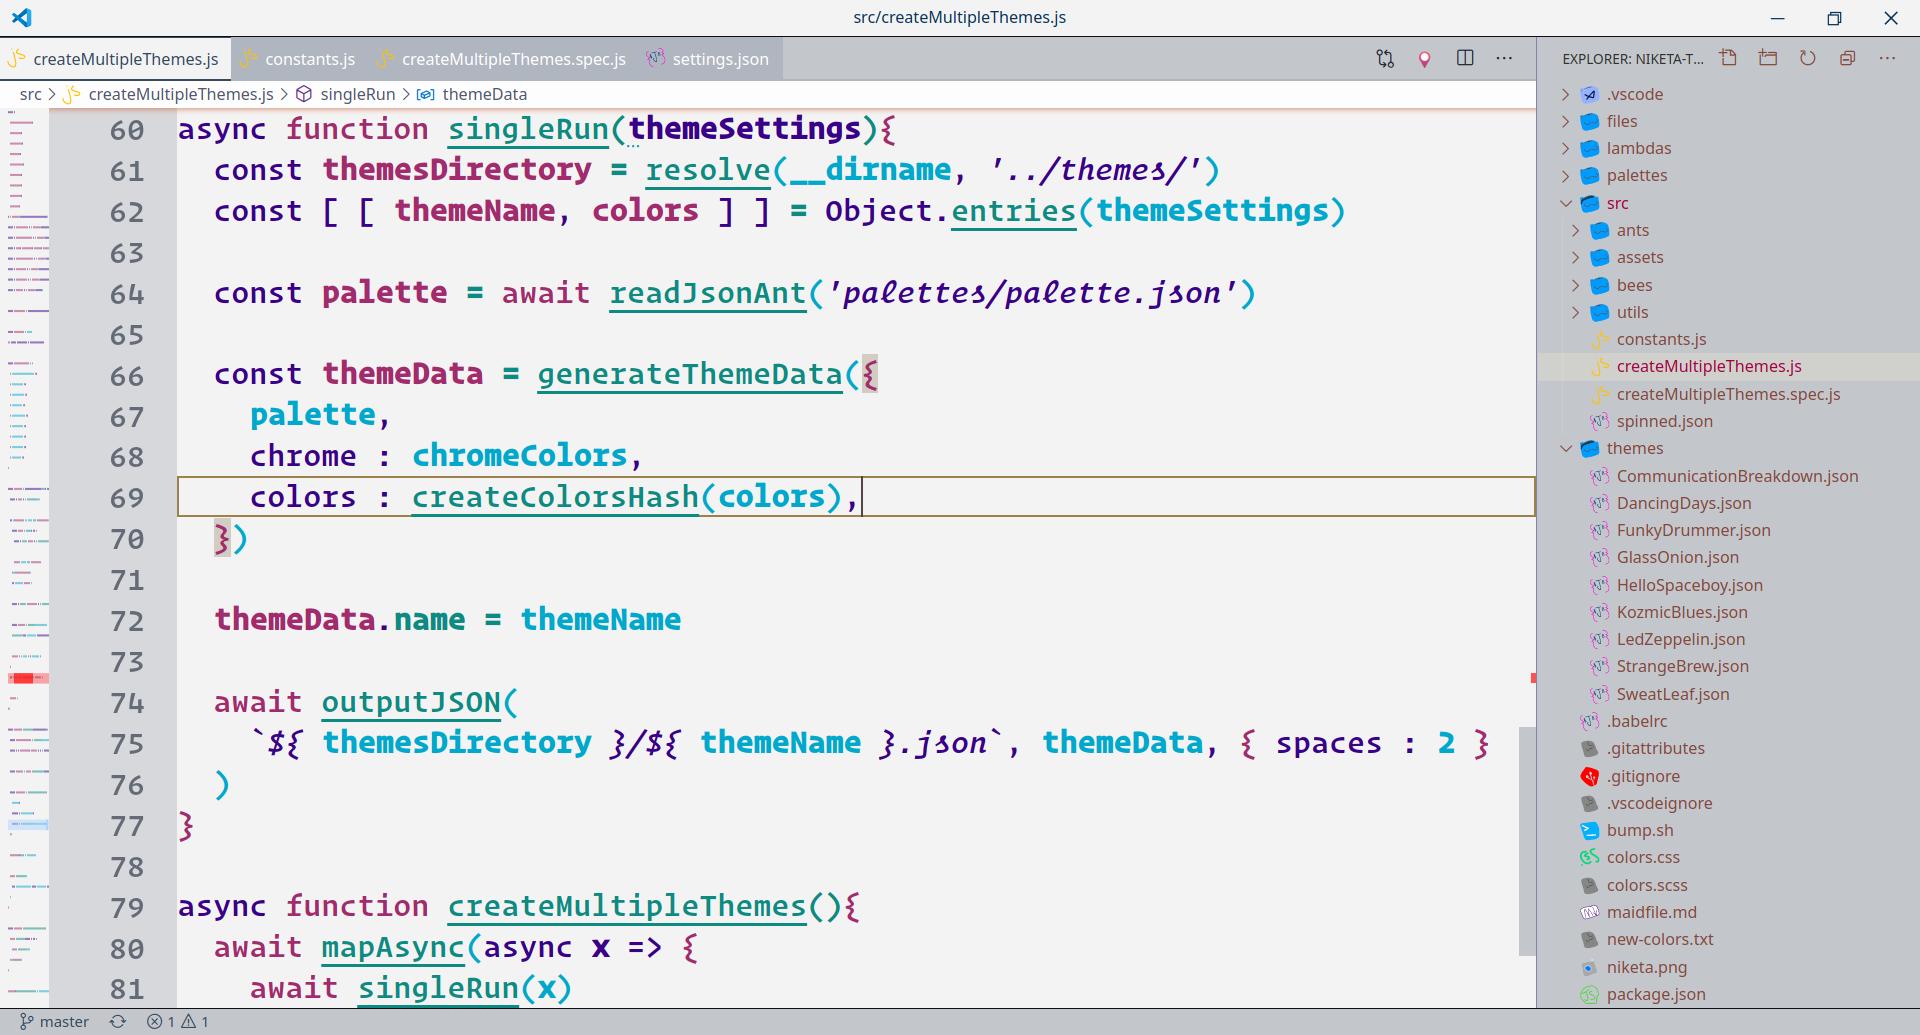 src/createMultipleThemes.js
createMultipleThemes.js constants.js createMultipleThemes.spec.js settings.json
src > createMultipleThemes.js > singleRun > themeData
60 async function singleRun(themeSettings){
61 const themesDirectory = resolve(__dirname, '../themes/')
62 const [ [ themeName, colors ] ] = Object.entries(themeSettings)
63
64 const palette = await readJsonAnt('palettes/palette.json')
65
66 const themeData = generateThemeData({
67 palette,
68 chrome : chromeColors,
69 colors : createColorsHash(colors),
70 })
71
72 themeData.name = themeName
73
74 await outputJSON(
75 `${ themesDirectory }/${ themeName }.json`, themeData, { spaces : 2 }
76 )
77 }
78
79 async function createMultipleThemes(){
80 await mapAsync(async x => {
81 await singleRun(x)
EXPLORER: NIKETA-T...
.vscode
files
lambdas
palettes
src
ants
assets
bees
utils
constants.js
createMultipleThemes.js
createMultipleThemes.spec.js
spinned.json
themes
CommunicationBreakdown.json
DancingDays.json
FunkyDrummer.json
GlassOnion.json
HelloSpaceboy.json
KozmicBlues.json
LedZeppelin.json
StrangeBrew.json
SweatLeaf.json
.babelrc
.gitattributes
.gitignore
.vscodeignore
bump.sh
colors.css
colors.scss
maidfile.md
new-colors.txt
niketa.png
package.json
master 1 1